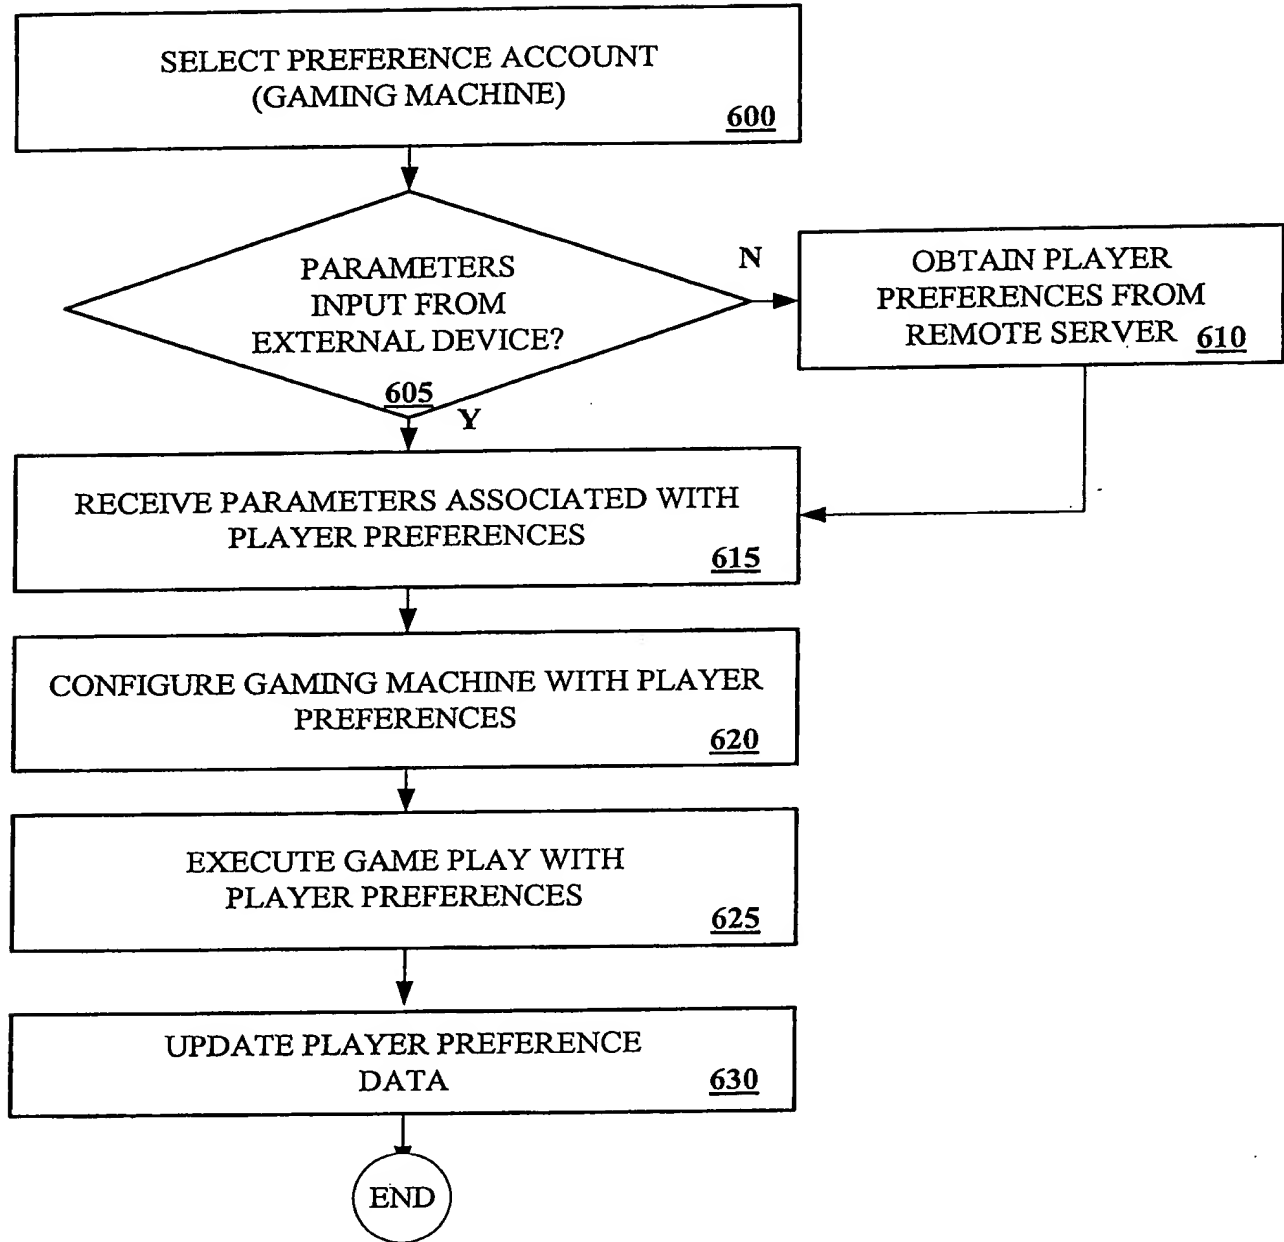 SELECT PREFERENCE ACCOUNT
(GAMING MACHINE)
600
PARAMETERS
INPUT FROM
EXTERNAL DEVICE?
605
N
OBTAIN PLAYER
PREFERENCES FROM
REMOTE SERVER 610
Y
RECEIVE PARAMETERS ASSOCIATED WITH
PLAYER PREFERENCES
615
CONFIGURE GAMING MACHINE WITH PLAYER
PREFERENCES
620
EXECUTE GAME PLAY WITH
PLAYER PREFERENCES
625
UPDATE PLAYER PREFERENCE
DATA
630
END